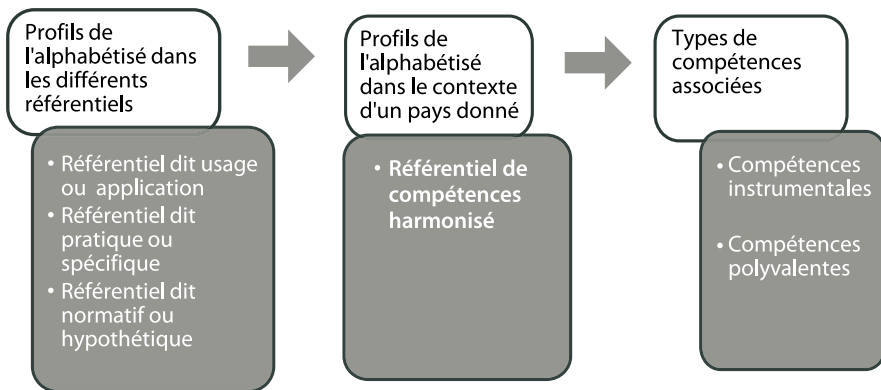 Profils de
l'alphabétisé dans
les différents
référentiels
• Référentiel dit usage
ou application
• Référentiel dit
pratique ou
spécifique
• Référentiel dit
normatif ou
hypothétique
Profils de
l'alphabétisé
dans le contexte
d'un pays donné
• Référentiel de
compétences
harmonisé
Types de
compétences
associées
• Compétences
instrumentales
• Compétences
polyvalentes